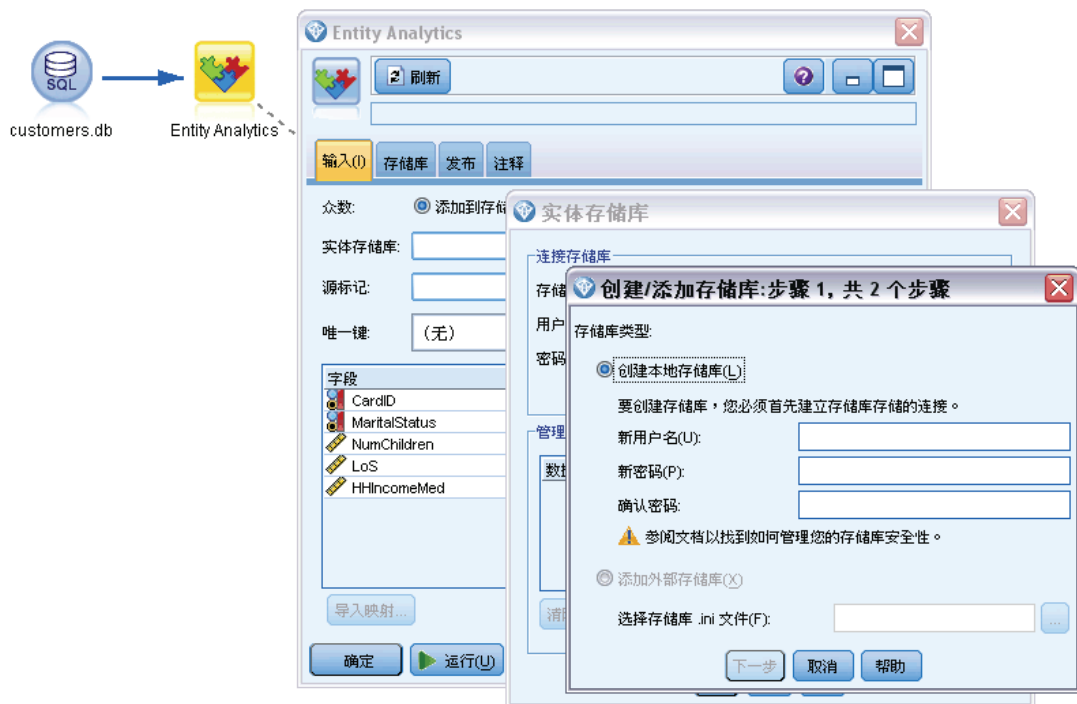 SQL
customers.db
Entity Analytics
Entity Analytics
刷新
输入(I)
存储库
发布
注释
众数:
添加到存储
实体存储库:
源标记:
唯一键:
(无)
字段
CardID
MaritalStatus
NumChildren
LoS
HHIncomeMed
导入映射...
确定
运行(U)
实体存储库
连接存储库
存储
用户
密码
管理
数据
清除
创建/添加存储库:步骤 1, 共 2 个步骤
存储库类型:
创建本地存储库(L)
要创建存储库，您必须首先建立存储库存储的连接。
新用户名(U):
新密码(P):
确认密码:
参阅文档以找到如何管理您的存储库安全性。
添加外部存储库(X)
选择存储库 .ini 文件(F):
...
下一步
取消
帮助